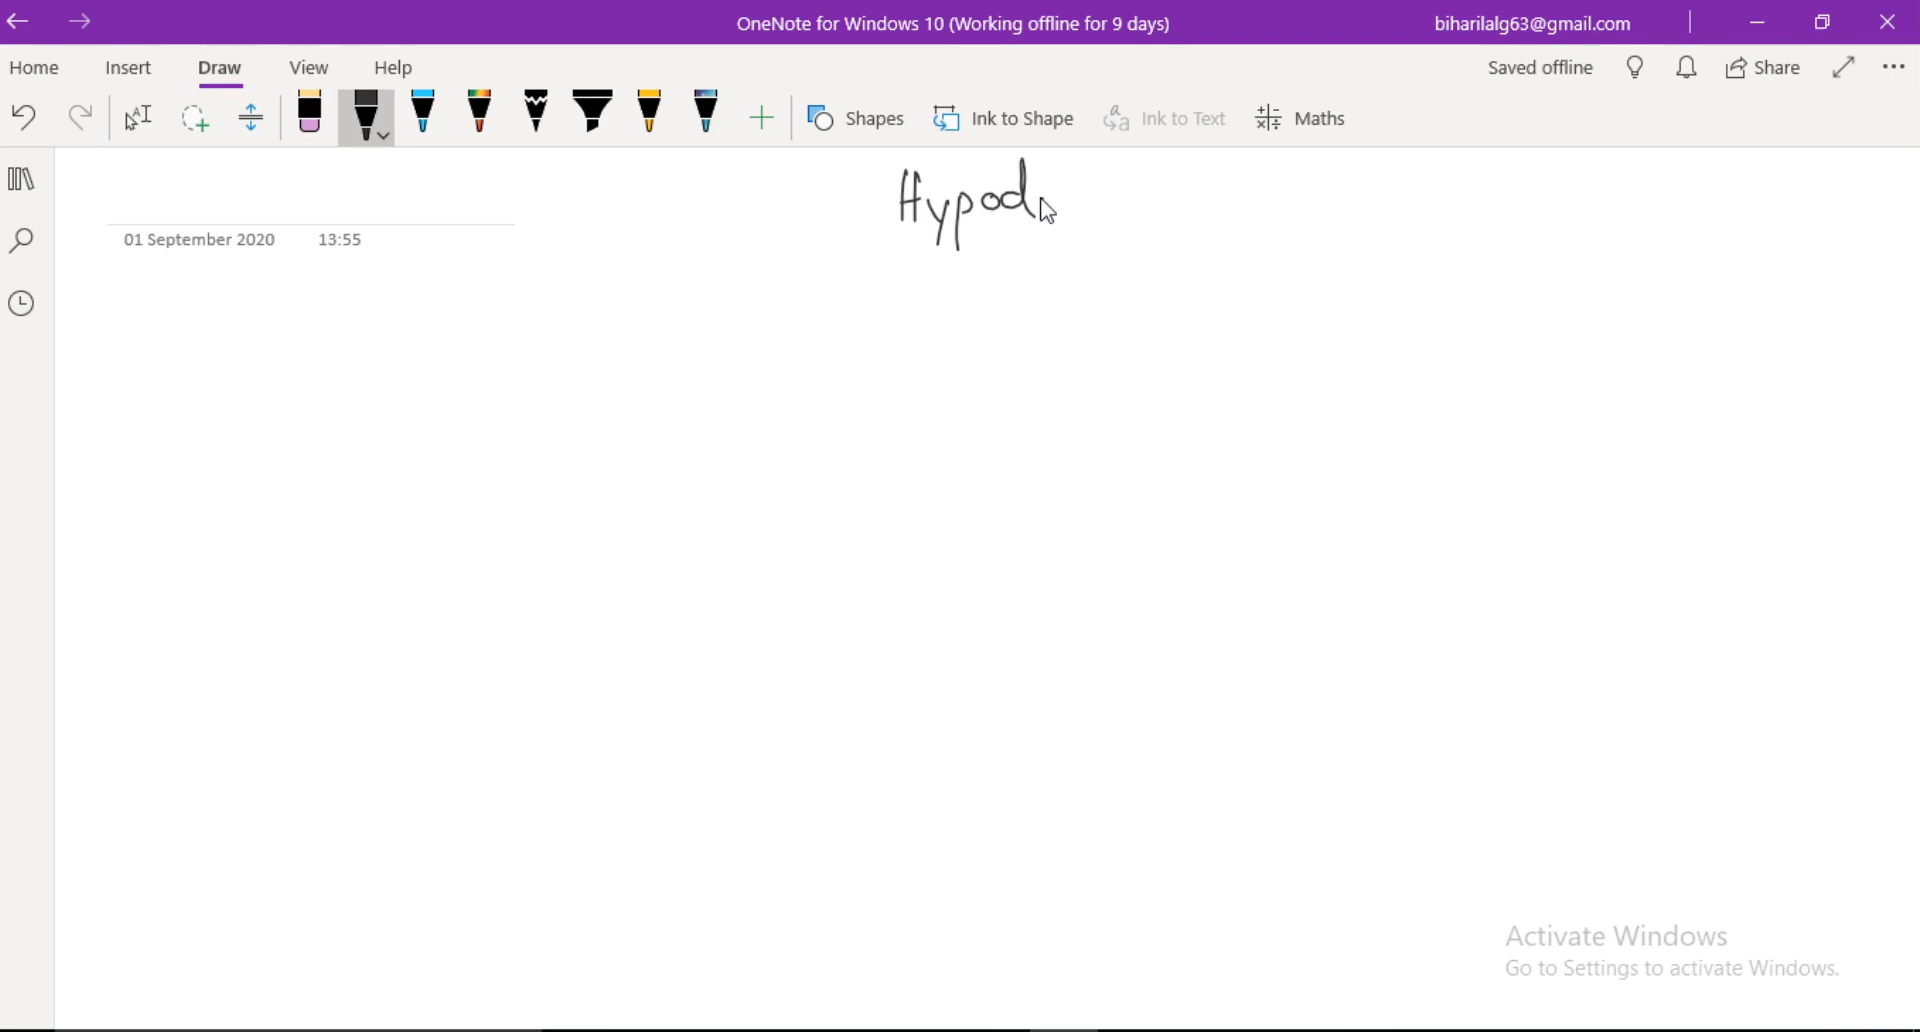 OneNote for Windows 10 (Working offline for 9 days) biharilalg63@gmail.com
Home Insert Draw View Help Saved offline Share
Shapes Ink to Shape Ink to Text Maths
Hypod
01 September 2020 13:55
Activate Windows
Go to Settings to activate Windows.